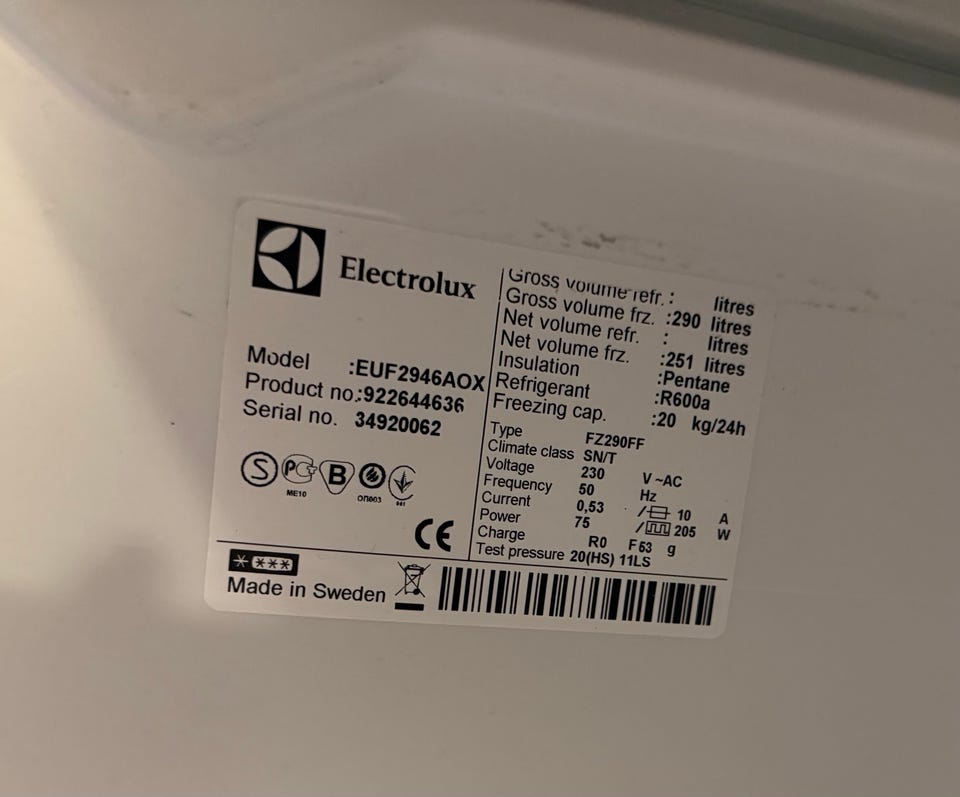 Electrolux
Model :EUF2946AOX
Product no.:922644636
Serial no. 34920062
S
B
ME10
ОП003
001
CE
Gross volume refr. : litres
Gross volume frz. :290 litres
Net volume refr. : litres
Net volume frz. :251 litres
Insulation :Pentane
Refrigerant :R600a
Freezing cap. :20 kg/24h
Type FZ290FF
Climate class SN/T
Voltage 230 V ~AC
Frequency 50 Hz
Current 0,53 / 10 A
Power 75 / 205 W
Charge R0 F 63 g
Test pressure 20(HS) 11LS
* ***
Made in Sweden